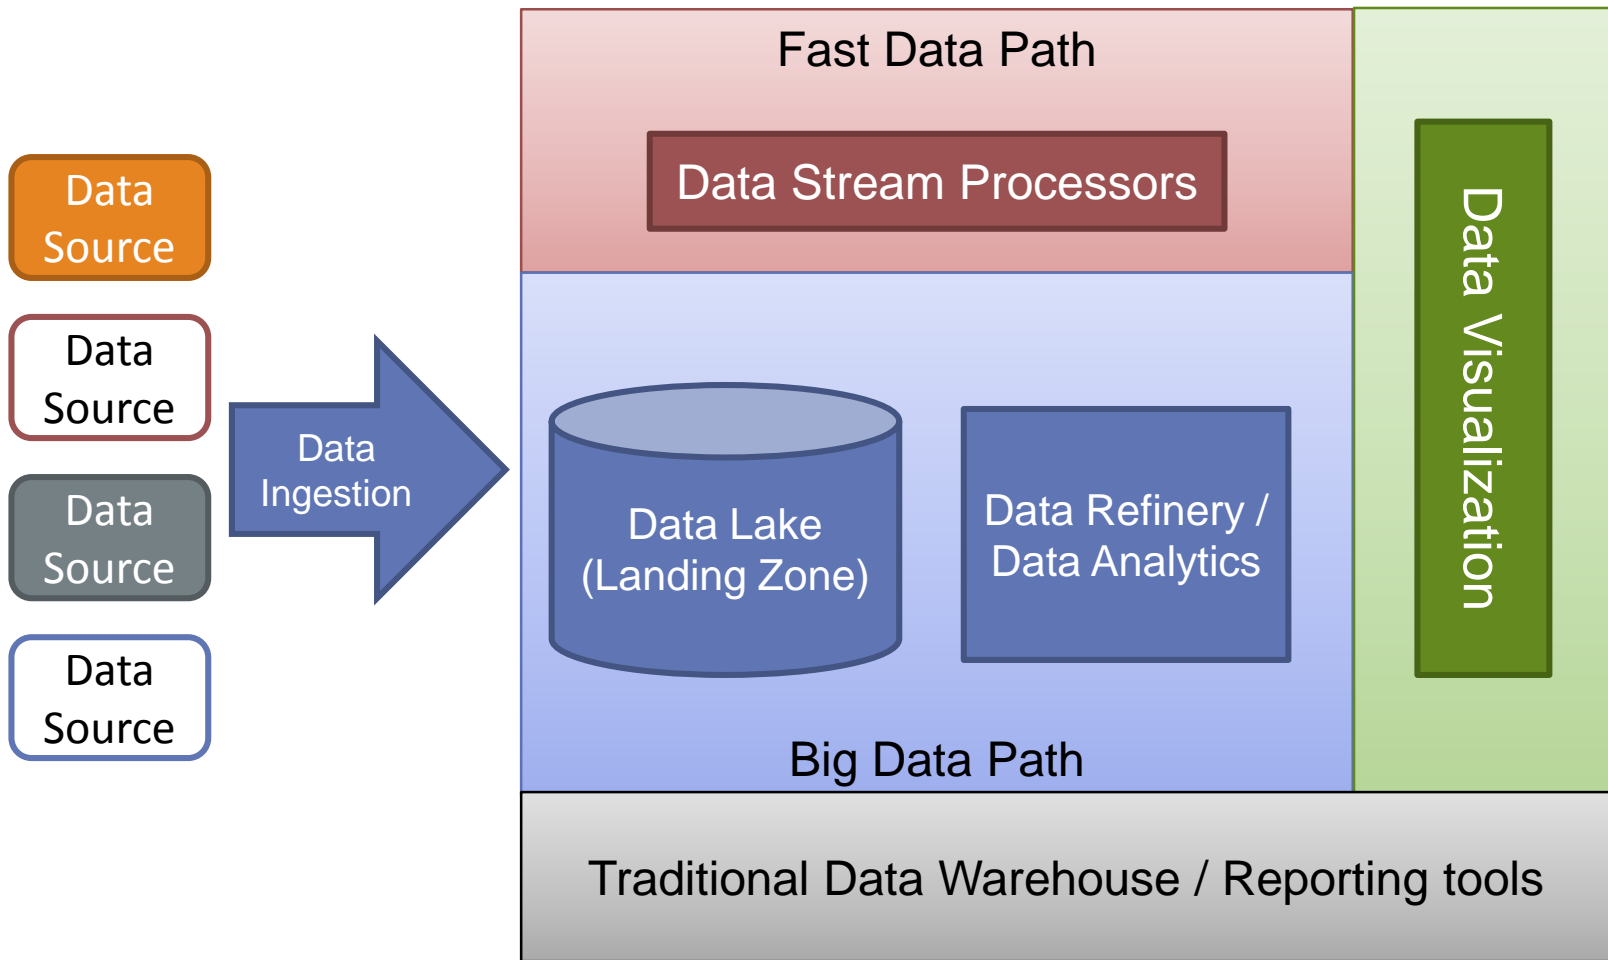 Data
Source
Data
Source
Data
Source
Data
Source
Data
Ingestion
Fast Data Path
Data Stream Processors
Data Lake
(Landing Zone)
Data Refinery /
Data Analytics
Big Data Path
Data Visualization
Traditional Data Warehouse / Reporting tools